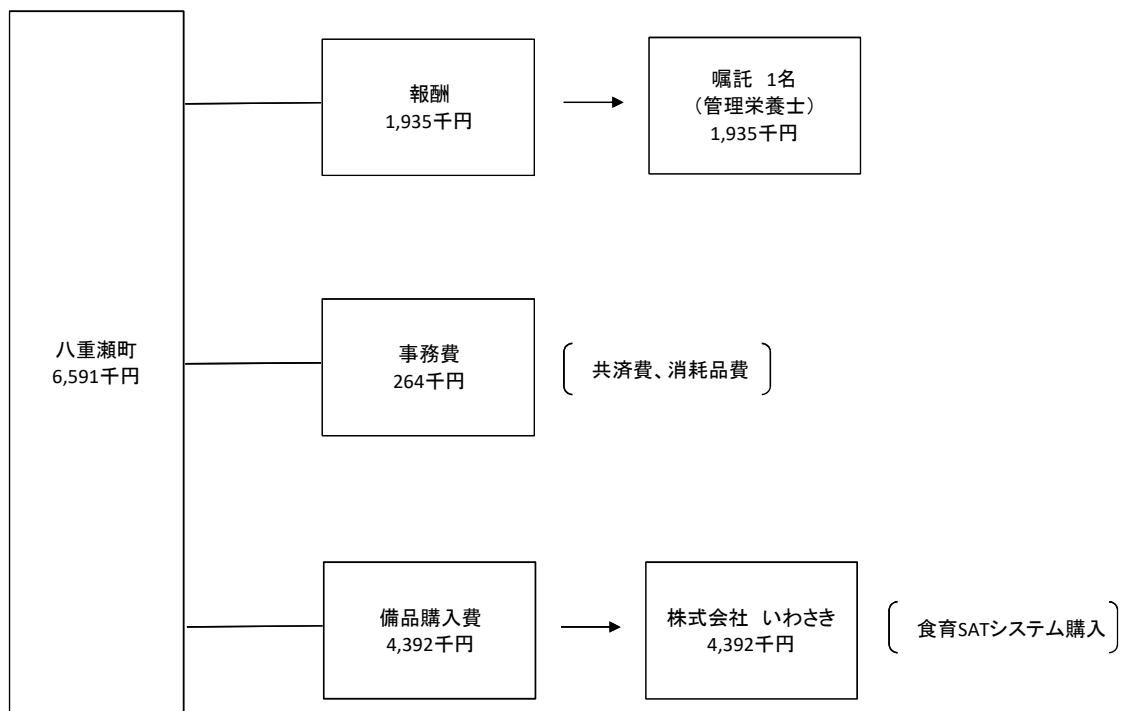 八重瀬町
6,591千円
報酬
1,935千円
嘱託 1名
(管理栄養士)
1,935千円
事務費
264千円
共済費、消耗品費
備品購入費
4,392千円
株式会社 いわさき
4,392千円
食育SATシステム購入